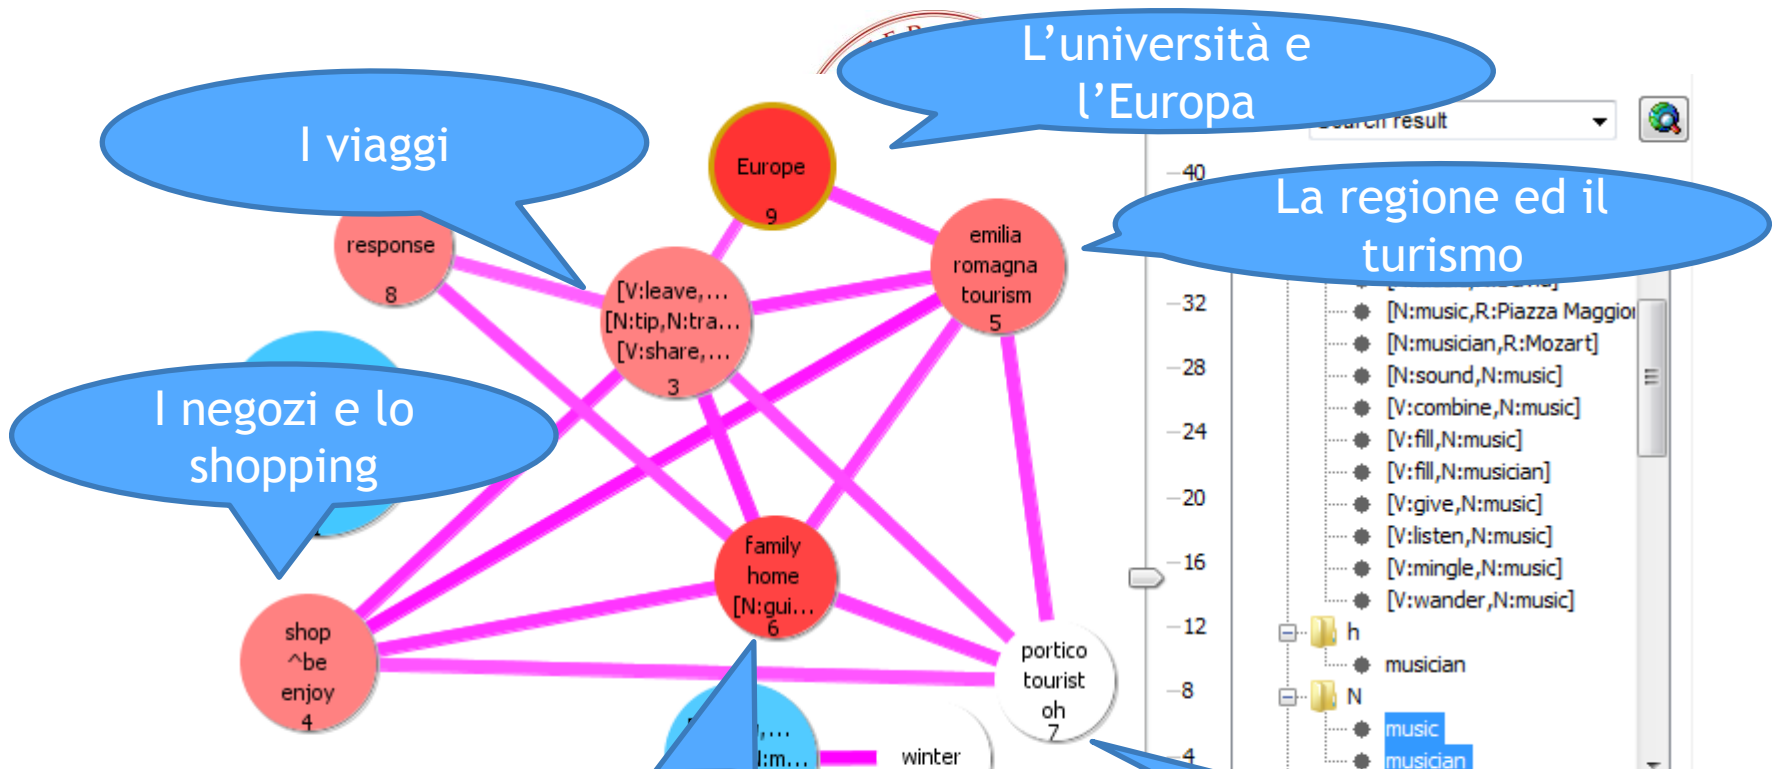 L'università e
l'Europa
I viaggi
Europe
9
response
8
[V:leave,...
[N:tip,N:tra...
[V:share,...
3
emilia
romagna
tourism
5
La regione ed il
turismo
I negozi e lo
shopping
family
home
[N:gui...
6
shop
^be
enjoy
4
portico
tourist
oh
7
winter
40
32
28
24
20
16
12
8
4
result
[N:music,R:Piazza Maggior
[N:musician,R:Mozart]
[N:sound,N:music]
[V:combine,N:music]
[V:fill,N:music]
[V:fill,N:musician]
[V:give,N:music]
[V:listen,N:music]
[V:mingle,N:music]
[V:wander,N:music]
h
musician
N
music
musician